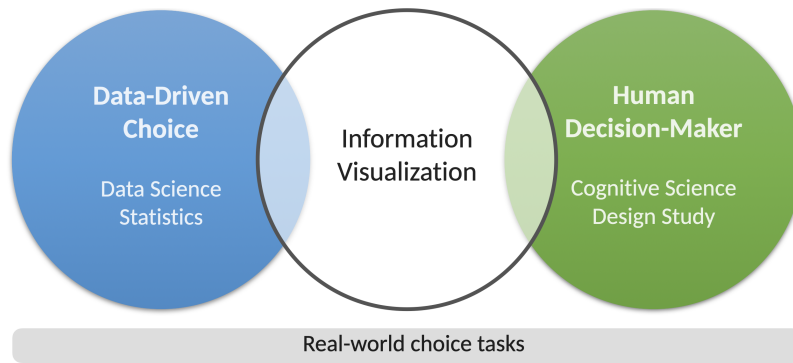 Data-Driven
Choice
Data Science
Statistics
Information
Visualization
Human
Decision-Maker
Cognitive Science
Design Study
Real-world choice tasks